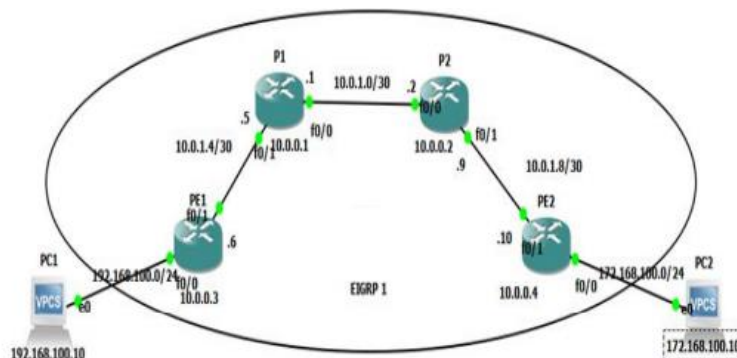 P1
P2
.1
10.0.1.0/30
.2
f0/0
.5
f0/0
10.0.1.4/30
f0/1
10.0.0.1
10.0.0.2
f0/1
.9
10.0.1.8/30
PE1
f0/1
PE2
.6
.10
f0/1
PC1
192.168.100.0/24
f0/0
172.168.100.0/24
PC2
VPCS
e0
10.0.0.3
EIGRP 1
10.0.0.4
f0/0
e0
VPCS
192.168.100.10
172.168.100.10